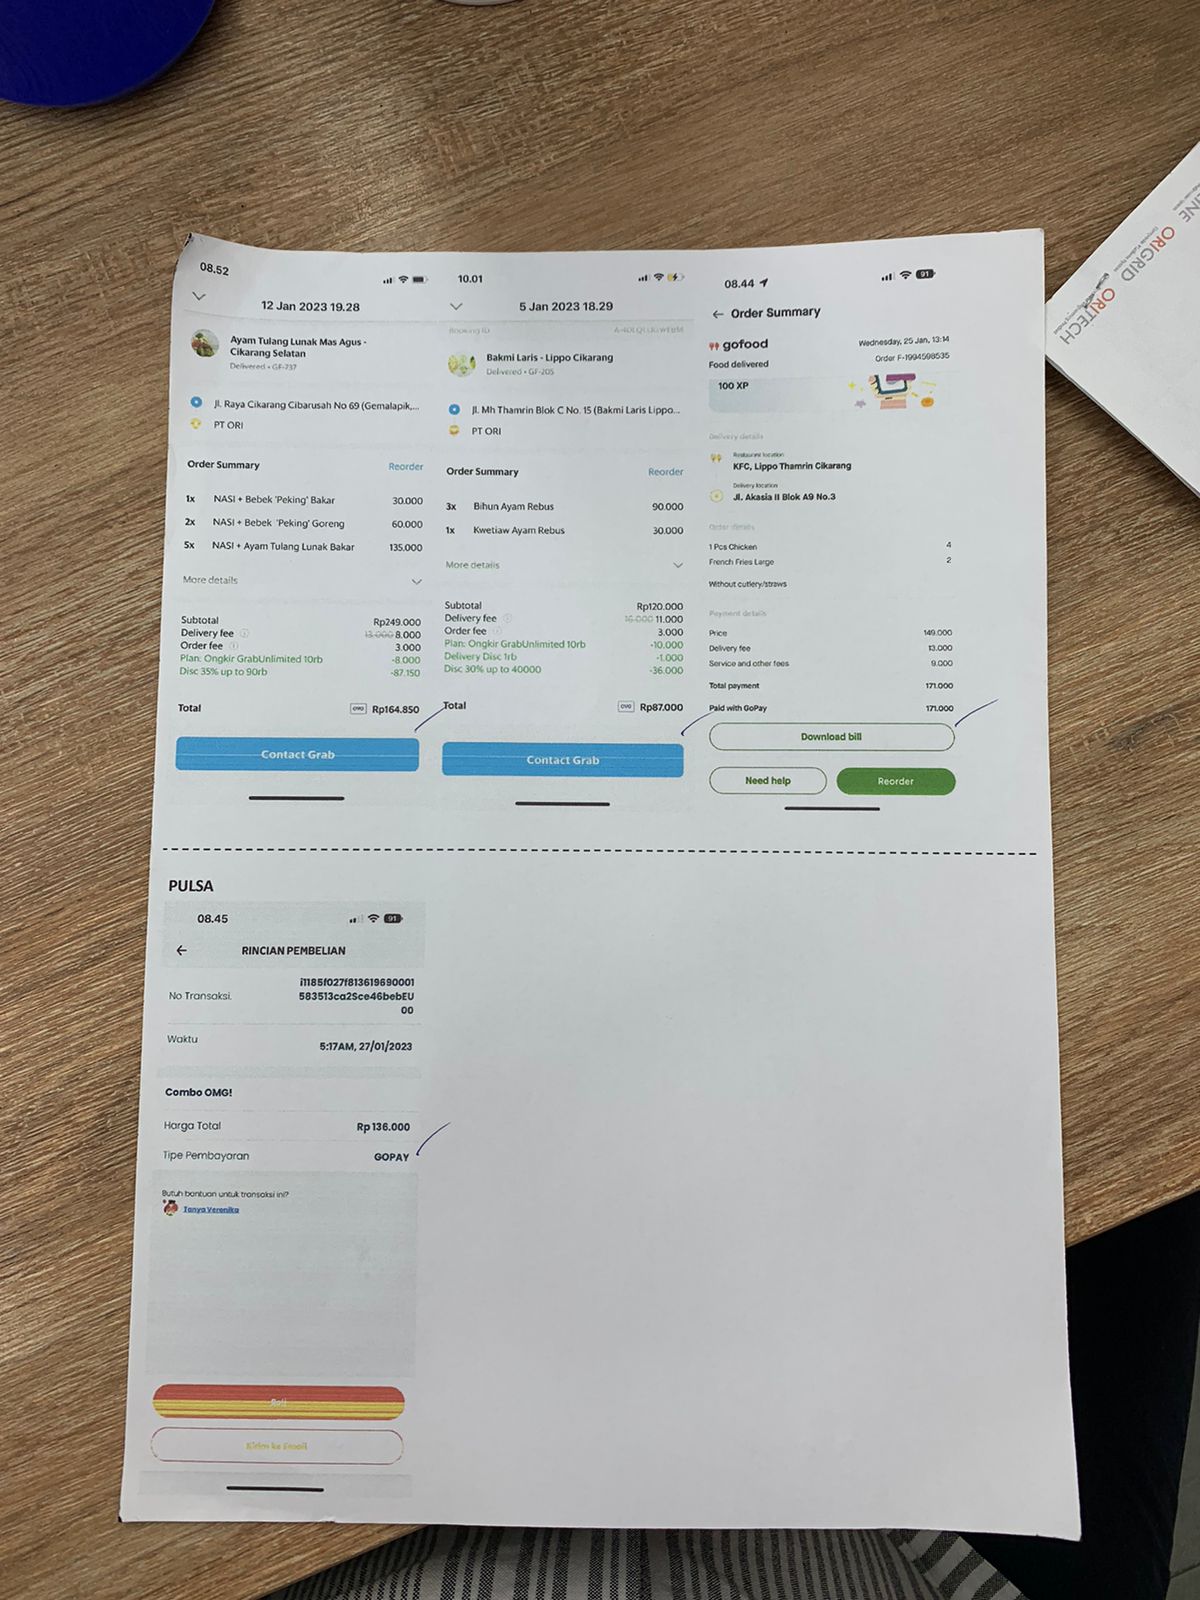 08.52
12 Jan 2023 19.28
Ayam Tulang Lunak Mas Agus -
Cikarang Selatan
Delivered • GF-737
Jl. Raya Cikarang Cibarusah No 69 (Gemalapik,...
PT ORI
Order Summary
Reorder
1x NASI + Bebek 'Peking' Bakar 30.000
2x NASI + Bebek 'Peking' Goreng 60.000
5x NASI + Ayam Tulang Lunak Bakar 135.000
More details
Subtotal Rp249.000
Delivery fee 13.000 8.000
Order fee 3.000
Plan: Ongkir GrabUnlimited 10rb -8.000
Disc 35% up to 90rb -87.150
Total OVO Rp164.850
Contact Grab
10.01
5 Jan 2023 18.29
Booking ID
Bakmi Laris - Lippo Cikarang
Delivered • GF-205
Jl. Mh Thamrin Blok C No. 15 (Bakmi Laris Lippo...
PT ORI
Order Summary
Reorder
3x Bihun Ayam Rebus 90.000
1x Kwetiaw Ayam Rebus 30.000
More details
Subtotal Rp120.000
Delivery fee 16.000 11.000
Order fee 3.000
Plan: Ongkir GrabUnlimited 10rb -10.000
Delivery Disc 1rb -1.000
Disc 30% up to 40000 -36.000
Total OVO Rp87.000
Contact Grab
08.44
91
Order Summary
gofood
Wednesday, 25 Jan, 13:14
Food delivered
Order F-1994598535
100 XP
Delivery details
Restaurant location
KFC, Lippo Thamrin Cikarang
Delivery location
Jl. Akasia II Blok A9 No.3
Order details
1 Pcs Chicken 4
French Fries Large 2
Without cutlery/straws
Payment details
Price 149.000
Delivery fee 13.000
Service and other fees 9.000
Total payment 171.000
Paid with GoPay 171.000
Download bill
Need help
Reorder
PULSA
08.45
91
RINCIAN PEMBELIAN
No Transaksi.
i1185f027f813619690001
583513ca2Sce46bebEU
00
Waktu
5:17AM, 27/01/2023
Combo OMG!
Harga Total Rp 136.000
Tipe Pembayaran GOPAY
Butuh bantuan untuk transaksi ini?
Tanya Veronika
Beli
Kirim ke Email
ORIGRID
ORITECH